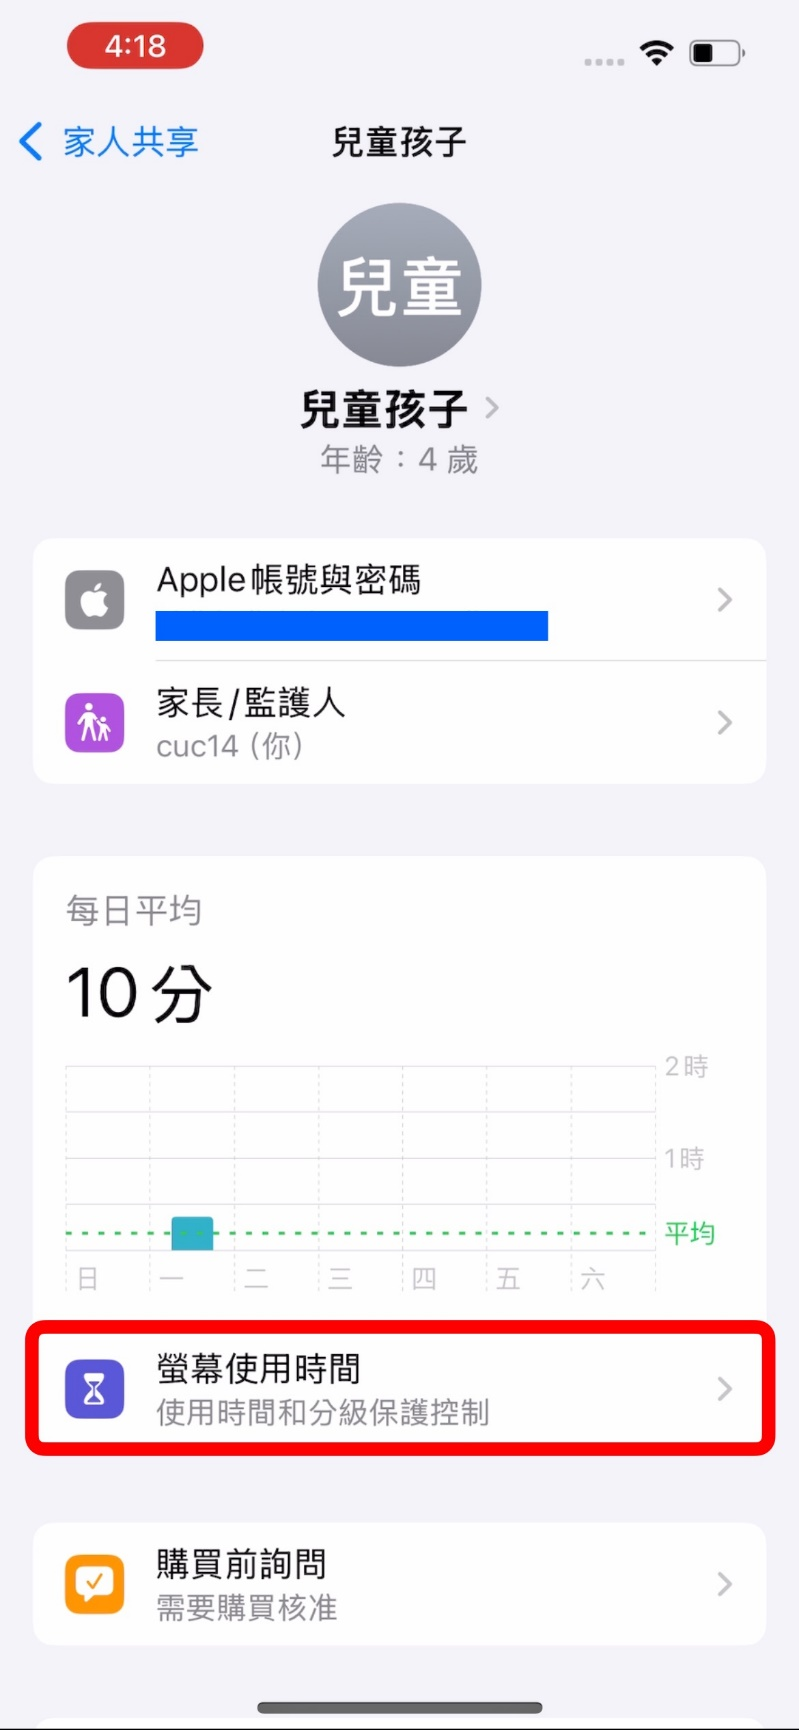 4:18
家人共享
兒童孩子
兒童
兒童孩子
年齡：4 歲
Apple帳號與密碼
家長/監護人
cuc14（你）
每日平均
10 分
2時
1時
平均
日 一 二 三 四 五 六
螢幕使用時間
使用時間和分級保護控制
購買前詢問
需要購買核准